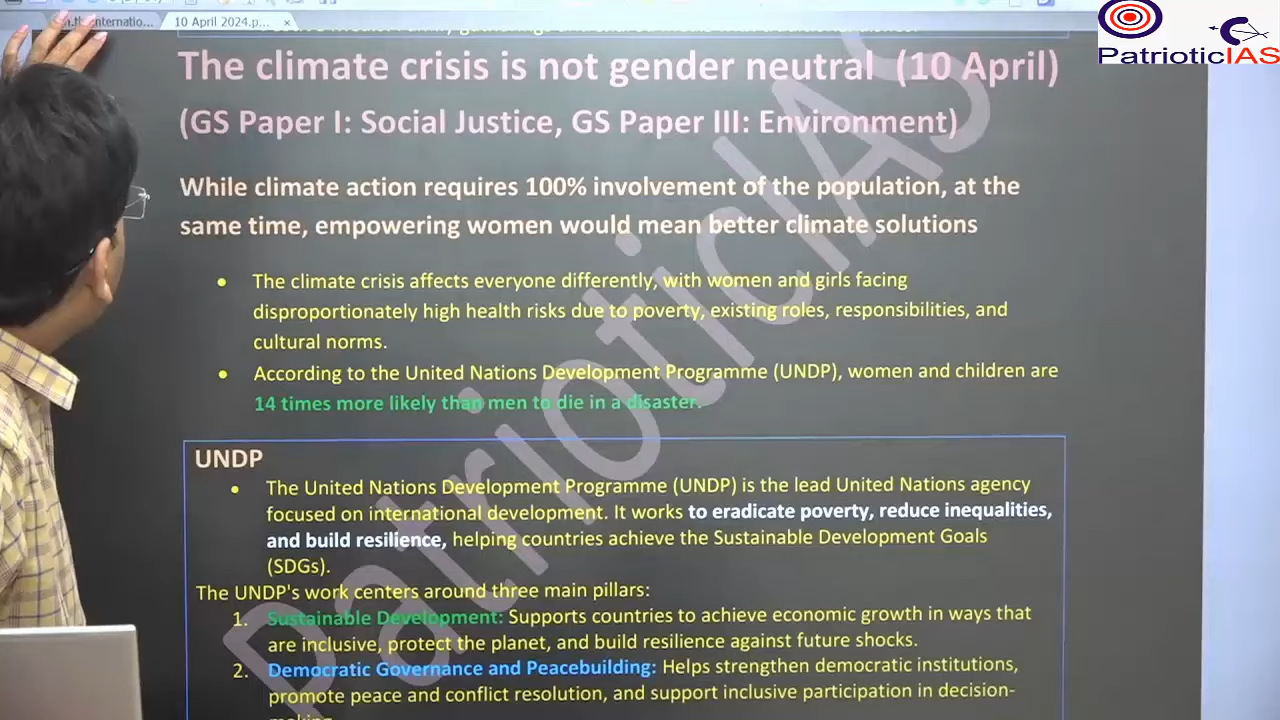 10 April 2024.p...
PatrioticIAS
The climate crisis is not gender neutral (10 April)
(GS Paper I: Social Justice, GS Paper III: Environment)
While climate action requires 100% involvement of the population, at the
same time, empowering women would mean better climate solutions
• The climate crisis affects everyone differently, with women and girls facing
disproportionately high health risks due to poverty, existing roles, responsibilities, and
cultural norms.
• According to the United Nations Development Programme (UNDP), women and children are
14 times more likely than men to die in a disaster.
UNDP
• The United Nations Development Programme (UNDP) is the lead United Nations agency
focused on international development. It works to eradicate poverty, reduce inequalities,
and build resilience, helping countries achieve the Sustainable Development Goals
(SDGs).
The UNDP's work centers around three main pillars:
1. Sustainable Development: Supports countries to achieve economic growth in ways that
are inclusive, protect the planet, and build resilience against future shocks.
2. Democratic Governance and Peacebuilding: Helps strengthen democratic institutions,
promote peace and conflict resolution, and support inclusive participation in decision-
PatrioticIAS